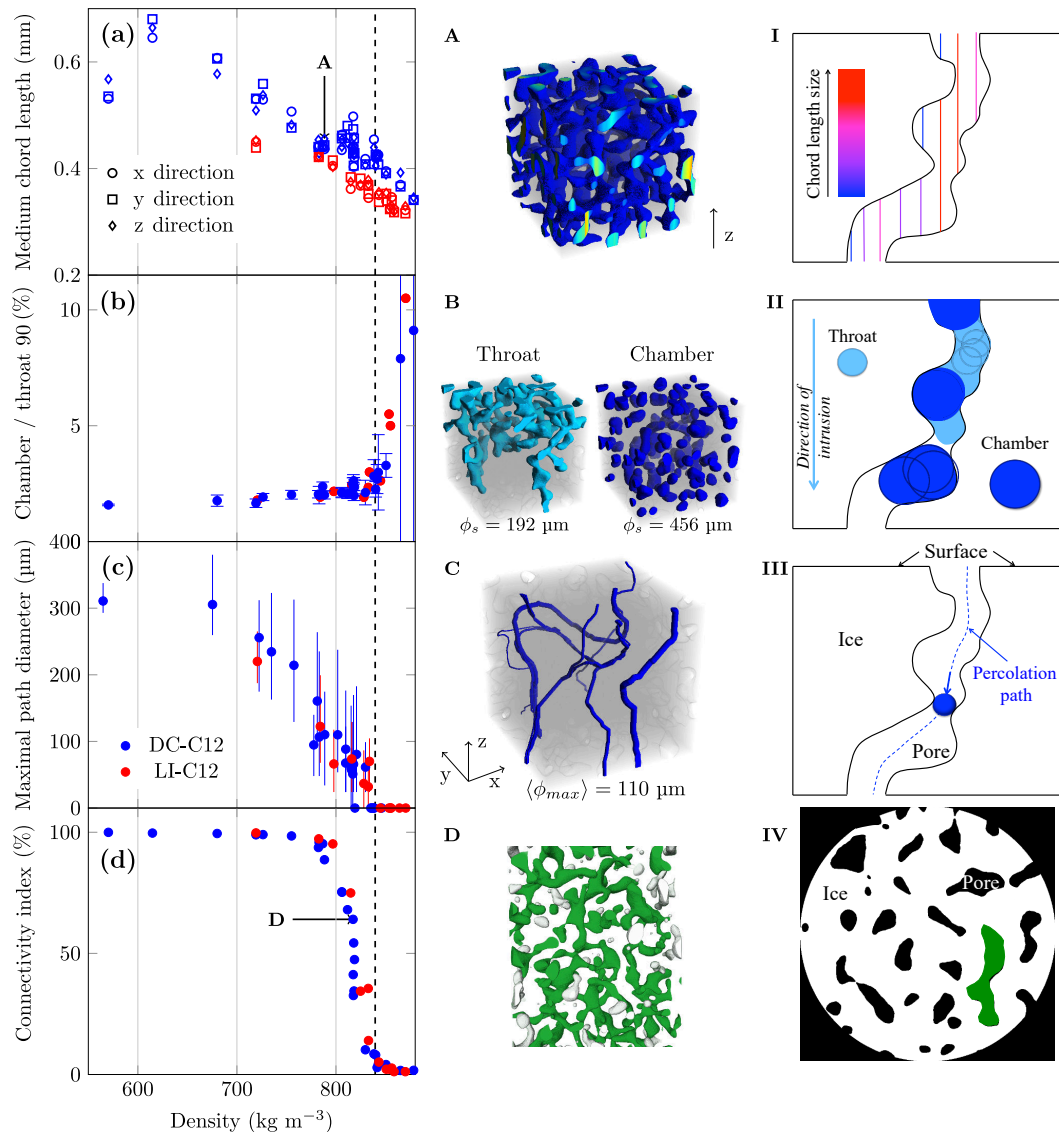 (a)
Medium chord length (mm)
0.6
0.4
0.2
A
x direction
y direction
z direction
(b)
Chamber / throat 90 (%)
10
5
(c)
Maximal path diameter (µm)
400
300
200
100
0
DC-C12
LI-C12
(d)
Connectivity index (%)
100
50
0
D
600
700
800
Density (kg m−3)
A
z
B
Throat
Chamber
ϕs = 192 µm
ϕs = 456 µm
C
z
y
x
⟨ϕmax⟩ = 110 µm
D
I
Chord length size
II
Throat
Direction of
intrusion
Chamber
III
Surface
Ice
Percolation
path
Pore
IV
Ice
Pore